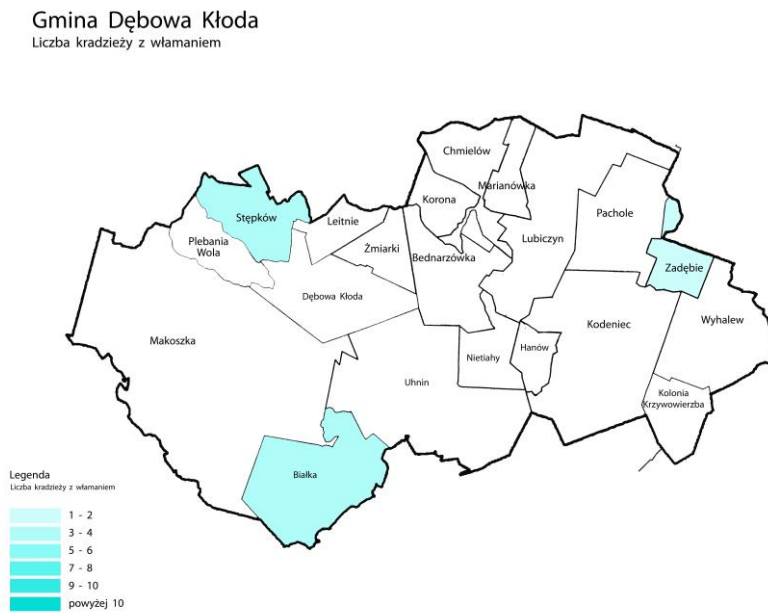 Gmina Dębowa Kłoda
Liczba kradzieży z włamaniem
Chmielów
Marianówka
Korona
Stępków
Leitnie
Pachole
Plebania
Wola
Żmiarki
Lubiczyn
Bednarzówka
Zadębie
Dębowa Kłoda
Makoszka
Kodeniec
Wyhalew
Hanów
Nietiahy
Uhnin
Kolonia
Krzywowierzba
Białka
Legenda
Liczba kradzieży z włamaniem
1 - 2
3 - 4
5 - 6
7 - 8
9 - 10
powyżej 10